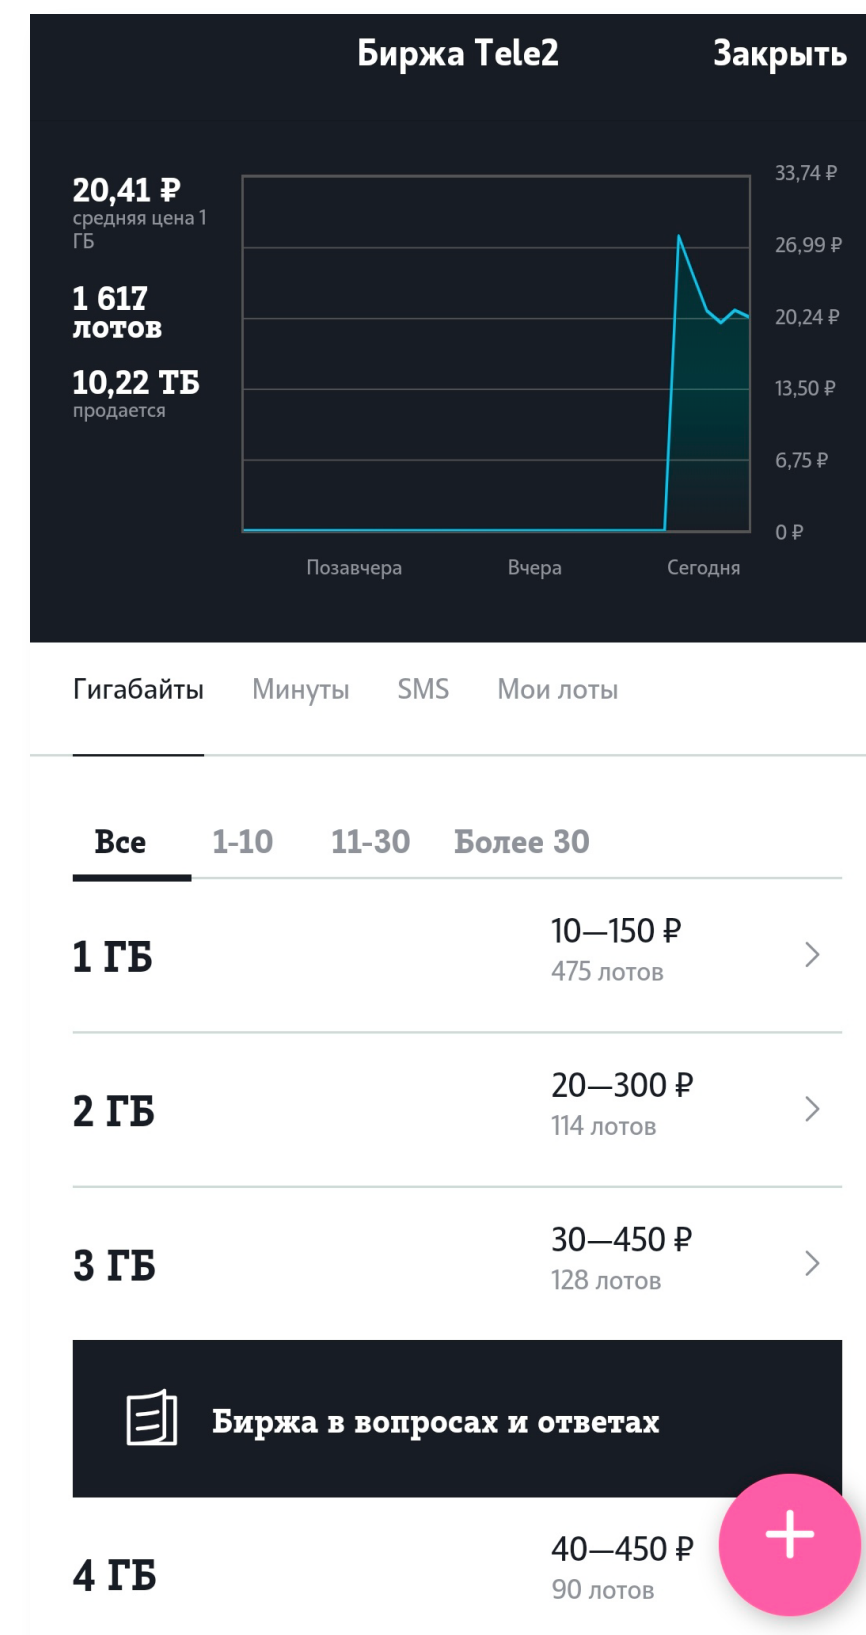 Биржа Tele2
Закрыть
20,41 ₽
средняя цена 1
ГБ
1 617
лотов
10,22 ТБ
продается
33,74 ₽
26,99 ₽
20,24 ₽
13,50 ₽
6,75 ₽
0 ₽
Позавчера Вчера Сегодня
Гигабайты Минуты SMS Мои лоты
Все 1-10 11-30 Более 30
1 ГБ
10—150 ₽
475 лотов
2 ГБ
20—300 ₽
114 лотов
3 ГБ
30—450 ₽
128 лотов
Биржа в вопросах и ответах
4 ГБ
40—450 ₽
90 лотов